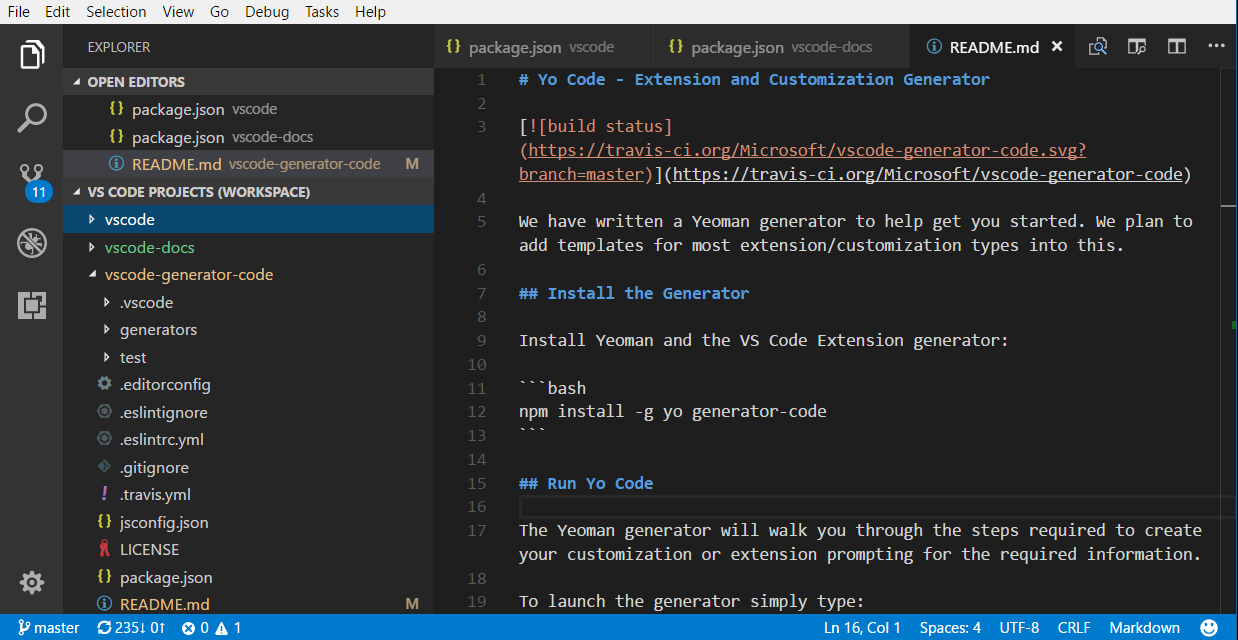 File Edit Selection View Go Debug Tasks Help
EXPLORER
OPEN EDITORS
package.json vscode
package.json vscode-docs
README.md vscode-generator-code M
11
VS CODE PROJECTS (WORKSPACE)
vscode
vscode-docs
vscode-generator-code
.vscode
generators
test
.editorconfig
.eslintignore
.eslintrc.yml
.gitignore
! .travis.yml
{} jsconfig.json
LICENSE
{} package.json
README.md M
{} package.json vscode
{} package.json vscode-docs
README.md ×
1 # Yo Code - Extension and Customization Generator
2
3 [![build status]
(https://travis-ci.org/Microsoft/vscode-generator-code.svg?
branch=master)](https://travis-ci.org/Microsoft/vscode-generator-code)
4
5 We have written a Yeoman generator to help get you started. We plan to
add templates for most extension/customization types into this.
6
7 ## Install the Generator
8
9 Install Yeoman and the VS Code Extension generator:
10
11 ```bash
12 npm install -g yo generator-code
13 ```
14
15 ## Run Yo Code
16
17 The Yeoman generator will walk you through the steps required to create
your customization or extension prompting for the required information.
18
19 To launch the generator simply type:
master 235↓ 0↑ 0 1 Ln 16, Col 1 Spaces: 4 UTF-8 CRLF Markdown